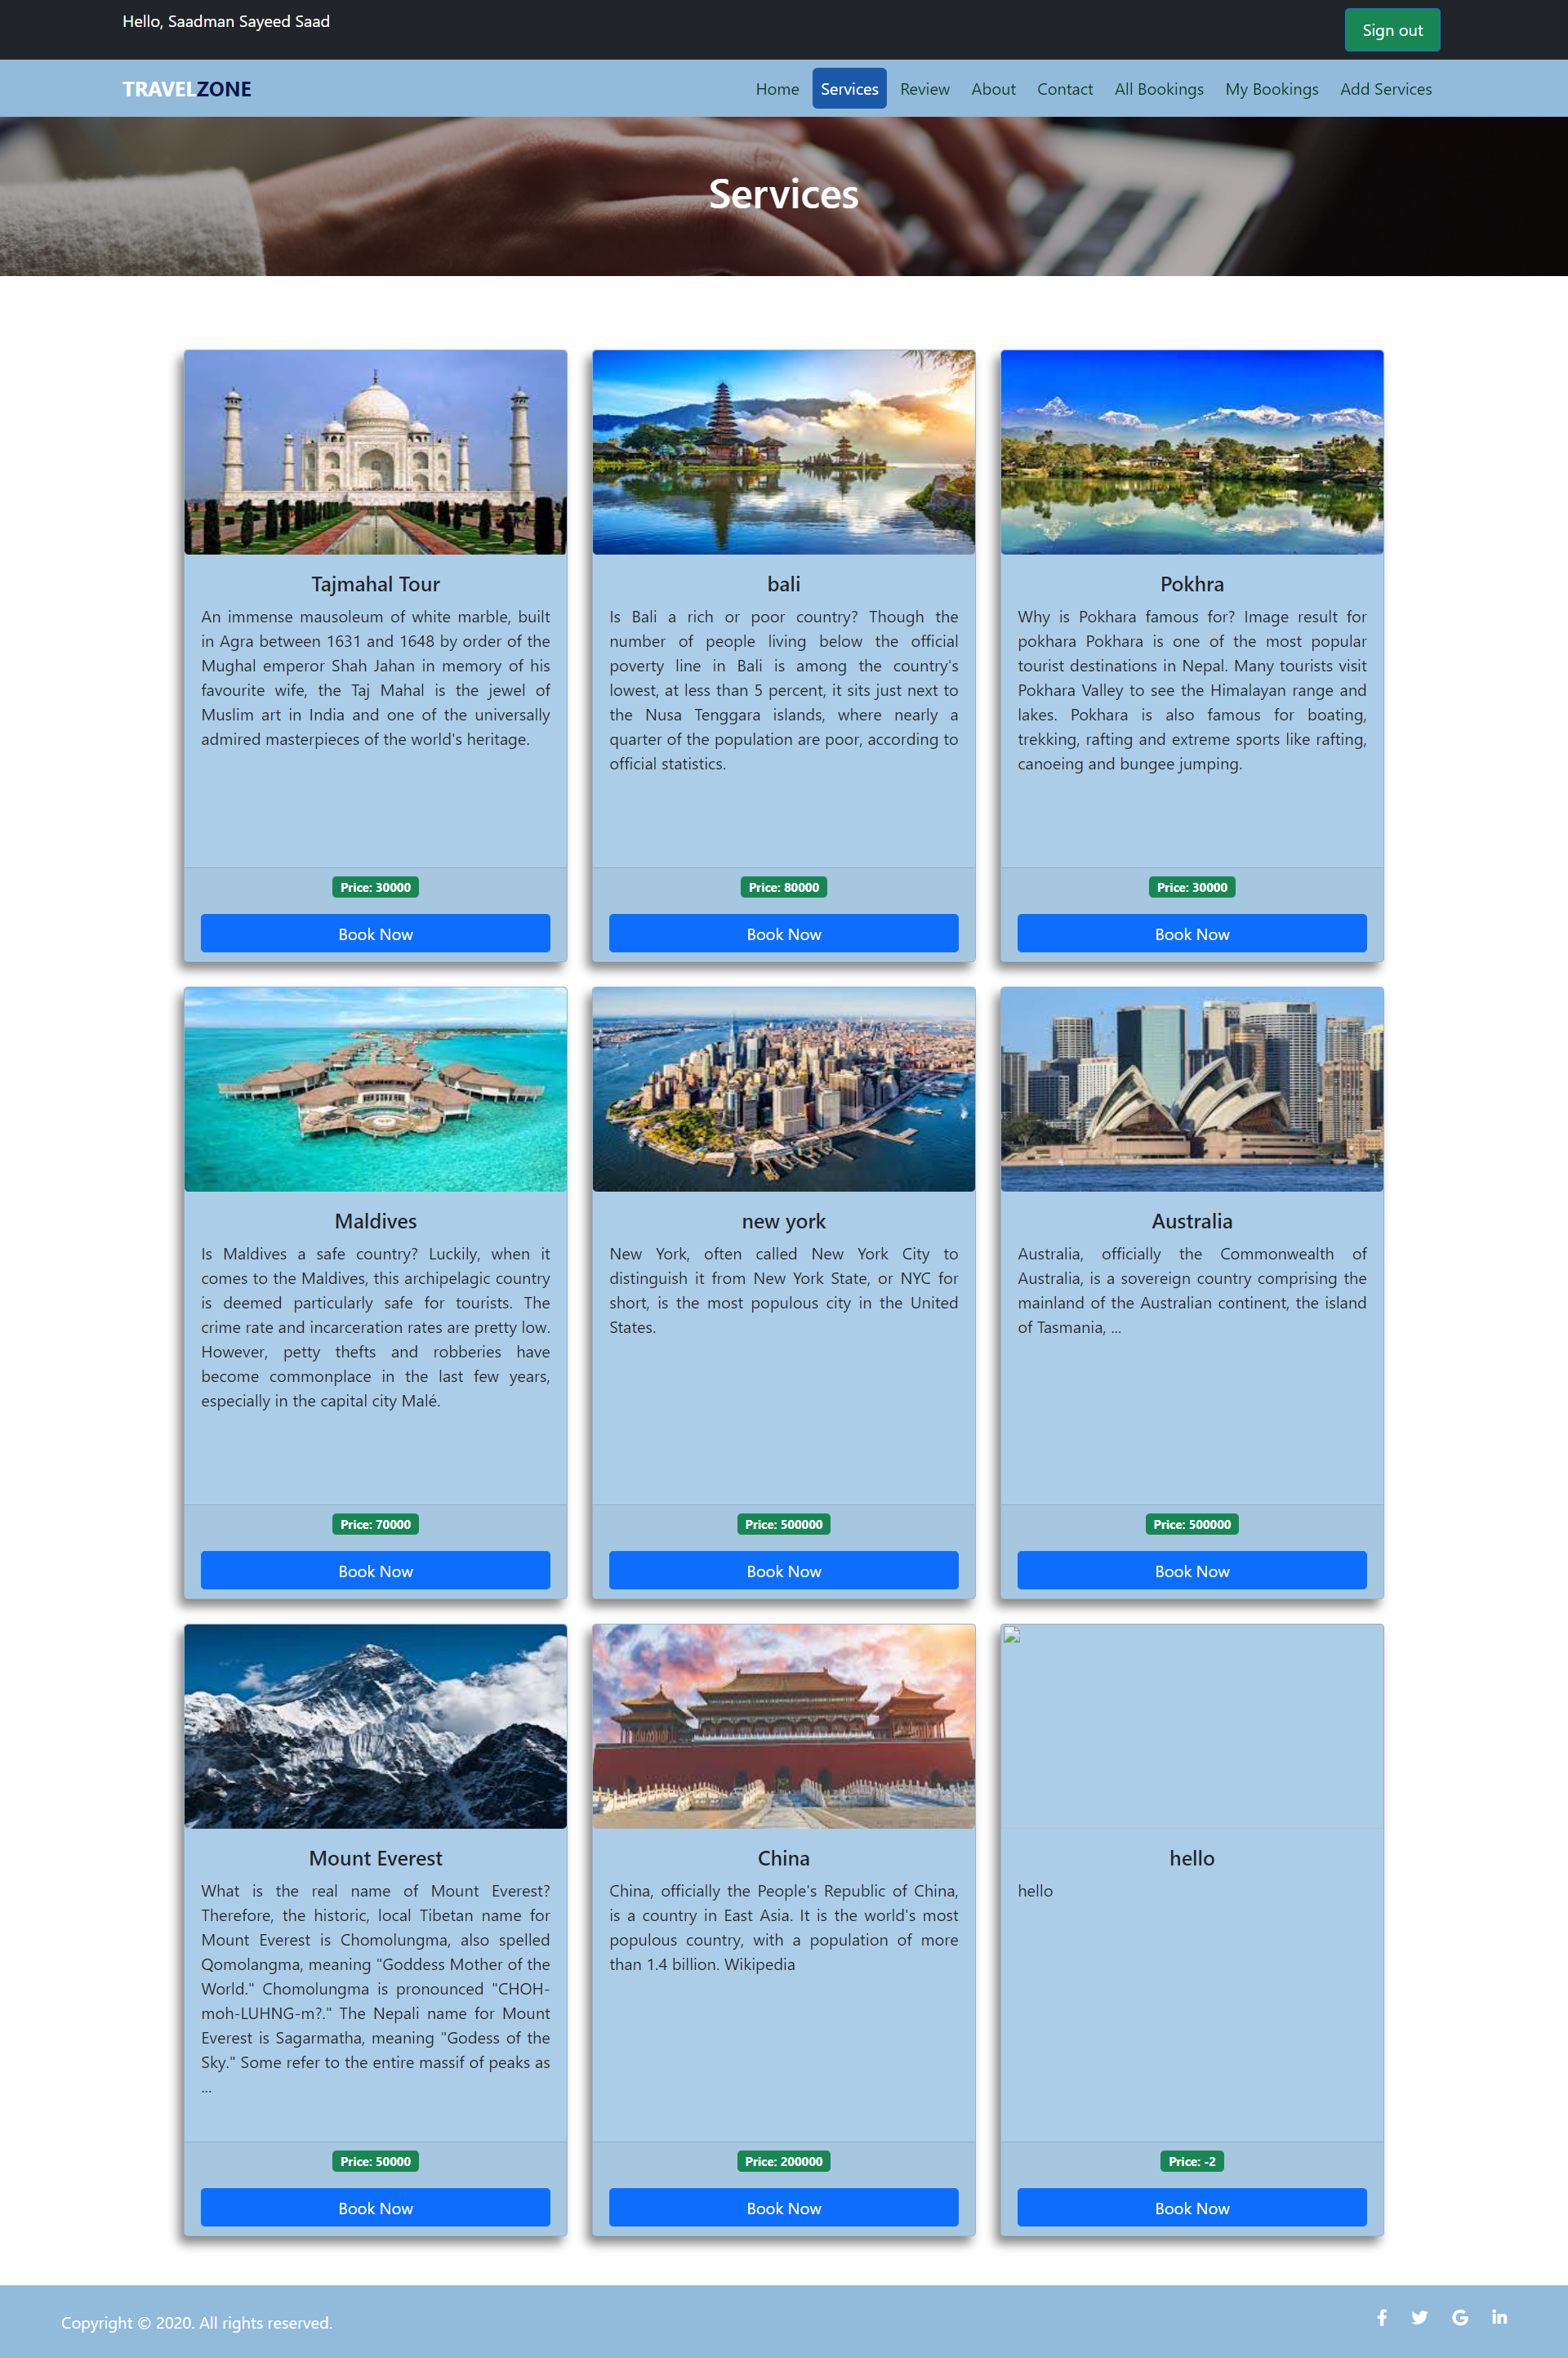 Hello, Saadman Sayeed Saad
Sign out
TRAVELZONE
Home Services Review About Contact All Bookings My Bookings Add Services
Services
Tajmahal Tour
An immense mausoleum of white marble, built
in Agra between 1631 and 1648 by order of the
Mughal emperor Shah Jahan in memory of his
favourite wife, the Taj Mahal is the jewel of
Muslim art in India and one of the universally
admired masterpieces of the world's heritage.
Price: 30000
Book Now
bali
Is Bali a rich or poor country? Though the
number of people living below the official
poverty line in Bali is among the country's
lowest, at less than 5 percent, it sits just next to
the Nusa Tenggara islands, where nearly a
quarter of the population are poor, according to
official statistics.
Price: 80000
Book Now
Pokhra
Why is Pokhara famous for? Image result for
pokhara Pokhara is one of the most popular
tourist destinations in Nepal. Many tourists visit
Pokhara Valley to see the Himalayan range and
lakes. Pokhara is also famous for boating,
trekking, rafting and extreme sports like rafting,
canoeing and bungee jumping.
Price: 30000
Book Now
Maldives
Is Maldives a safe country? Luckily, when it
comes to the Maldives, this archipelagic country
is deemed particularly safe for tourists. The
crime rate and incarceration rates are pretty low.
However, petty thefts and robberies have
become commonplace in the last few years,
especially in the capital city Malé.
Price: 70000
Book Now
new york
New York, often called New York City to
distinguish it from New York State, or NYC for
short, is the most populous city in the United
States.
Price: 500000
Book Now
Australia
Australia, officially the Commonwealth of
Australia, is a sovereign country comprising the
mainland of the Australian continent, the island
of Tasmania, ...
Price: 500000
Book Now
Mount Everest
What is the real name of Mount Everest?
Therefore, the historic, local Tibetan name for
Mount Everest is Chomolungma, also spelled
Qomolangma, meaning "Goddess Mother of the
World." Chomolungma is pronounced "CHOH-
moh-LUHNG-m?." The Nepali name for Mount
Everest is Sagarmatha, meaning "Godess of the
Sky." Some refer to the entire massif of peaks as
...
Price: 50000
Book Now
China
China, officially the People's Republic of China,
is a country in East Asia. It is the world's most
populous country, with a population of more
than 1.4 billion. Wikipedia
Price: 200000
Book Now
hello
hello
Price: -2
Book Now
Copyright © 2020. All rights reserved.